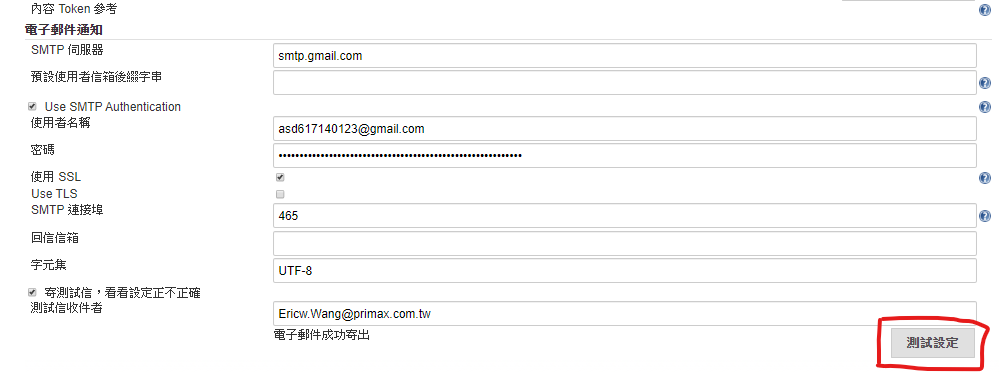 內容 Token 參考
電子郵件通知
SMTP 伺服器
smtp.gmail.com
預設使用者信箱後綴字串
Use SMTP Authentication
使用者名稱
asd617140123@gmail.com
密碼
使用 SSL
Use TLS
SMTP 連接埠
465
回信信箱
字元集
UTF-8
寄測試信，看看設定正不正確
測試信收件者
Ericw.Wang@primax.com.tw
電子郵件成功寄出
測試設定